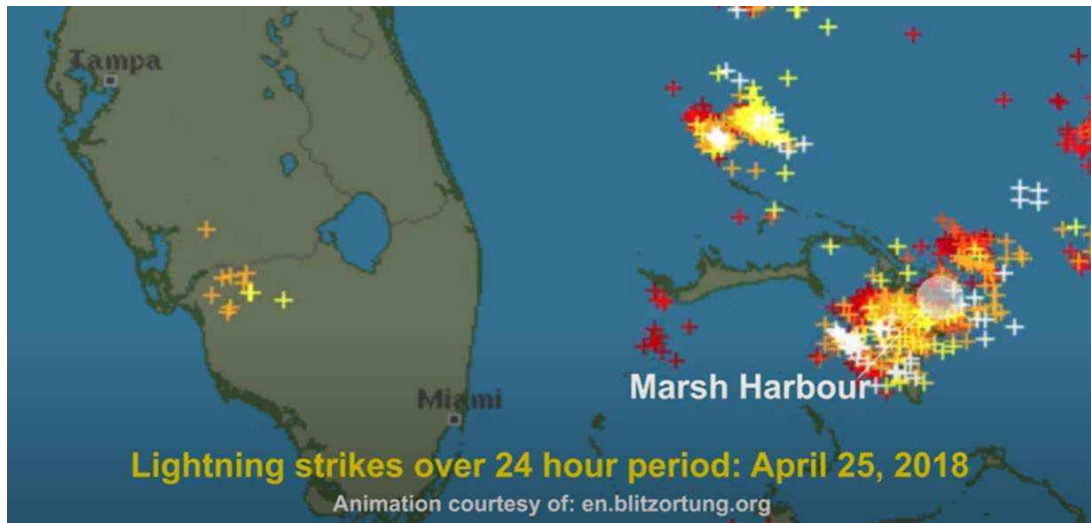 Tampa
Marsh Harbour
Miami
Lightning strikes over 24 hour period: April 25, 2018
Animation courtesy of: en.blitzortung.org